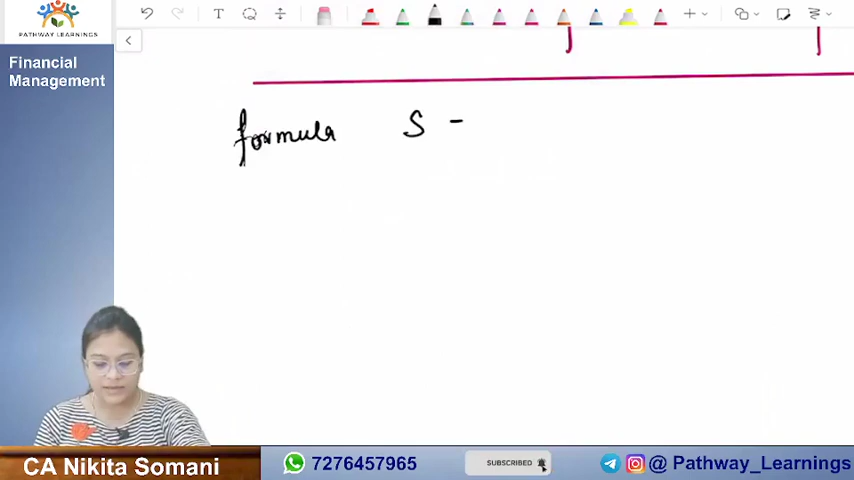 PATHWAY LEARNINGS
Financial
Management
T
formula S -
CA Nikita Somani
7276457965
SUBSCRIBED
@ Pathway_Learnings